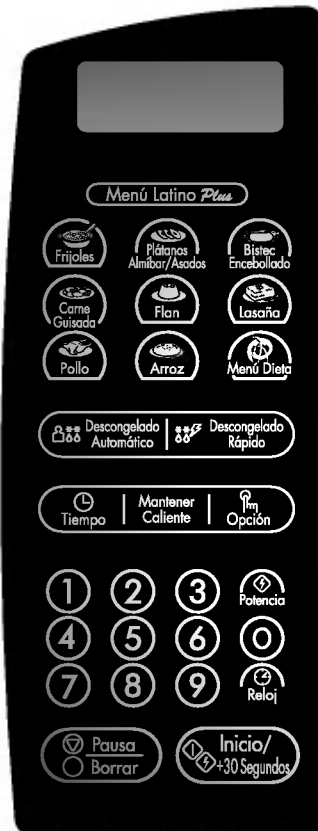 Menú Latino Plus
Frijoles
Plátanos
Almíbar/Asados
Bistec
Encebollado
Carne
Guisada
Flan
Lasaña
Pollo
Arroz
Menú Dieta
Descongelado
Automático
Descongelado
Rápido
Tiempo
Mantener
Caliente
Opción
1 2 3 Potencia
4 5 6 0
7 8 9 Reloj
Pausa
Borrar
Inicio/
+30 Segundos